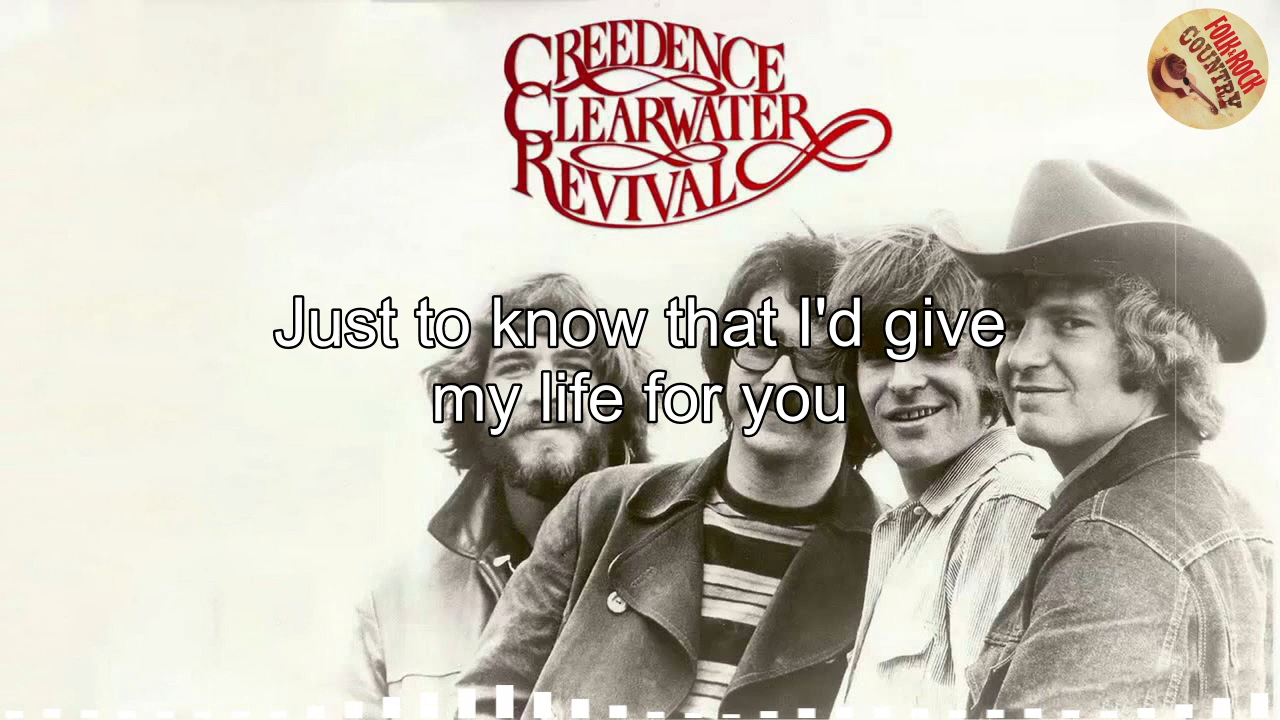 CREEDENCE
CLEARWATER
REVIVAL
FOLK & ROCK
COUNTRY
Just to know that I'd give
my life for you